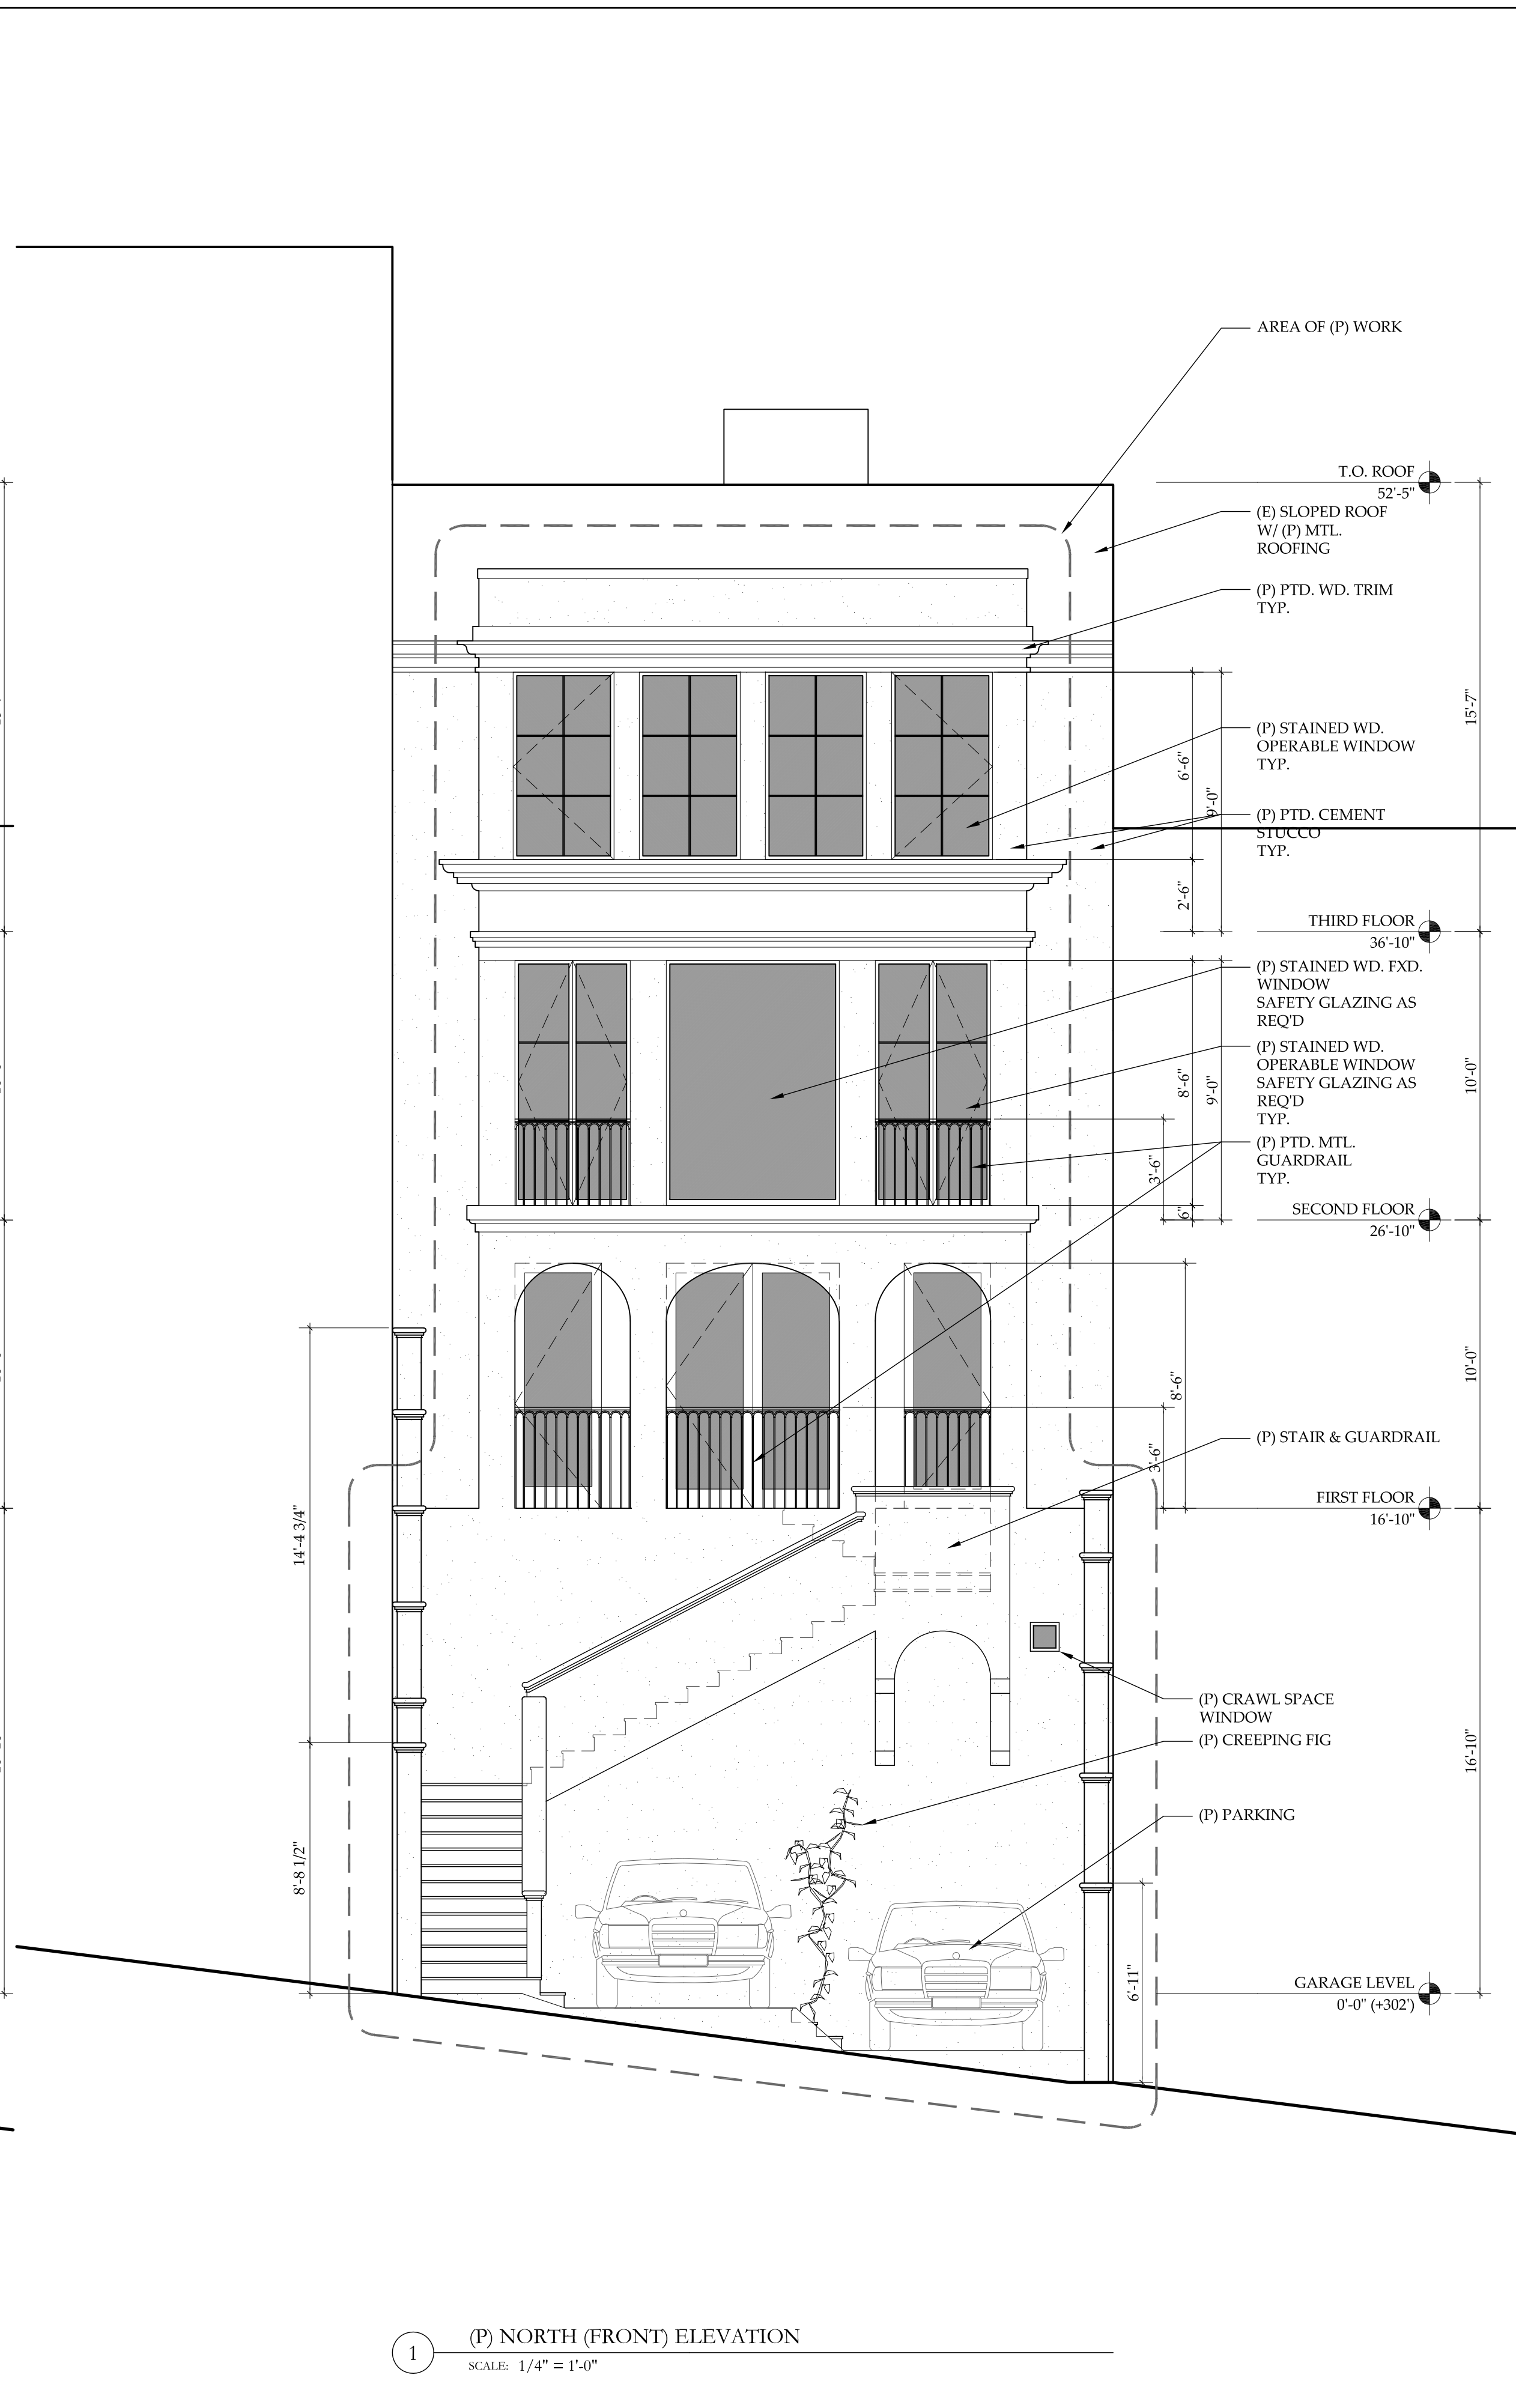 AREA OF (P) WORK
T.O. ROOF
52'-5"
(E) SLOPED ROOF
W/ (P) MTL.
ROOFING
(P) PTD. WD. TRIM
TYP.
15'-7"
(P) STAINED WD.
OPERABLE WINDOW
TYP.
6'-6"
9'-0"
(P) PTD. CEMENT
STUCCO
TYP.
2'-6"
THIRD FLOOR
36'-10"
(P) STAINED WD. FXD.
WINDOW
SAFETY GLAZING AS
REQ'D
(P) STAINED WD.
OPERABLE WINDOW
SAFETY GLAZING AS
REQ'D
TYP.
8'-6"
9'-0"
10'-0"
(P) PTD. MTL.
GUARDRAIL
TYP.
3'-6"
6"
SECOND FLOOR
26'-10"
10'-0"
8'-6"
3'-6"
(P) STAIR & GUARDRAIL
FIRST FLOOR
16'-10"
14'-4 3/4"
(P) CRAWL SPACE
WINDOW
(P) CREEPING FIG
16'-10"
(P) PARKING
8'-8 1/2"
6'-11"
GARAGE LEVEL
0'-0" (+302')
1
(P) NORTH (FRONT) ELEVATION
SCALE: 1/4" = 1'-0"